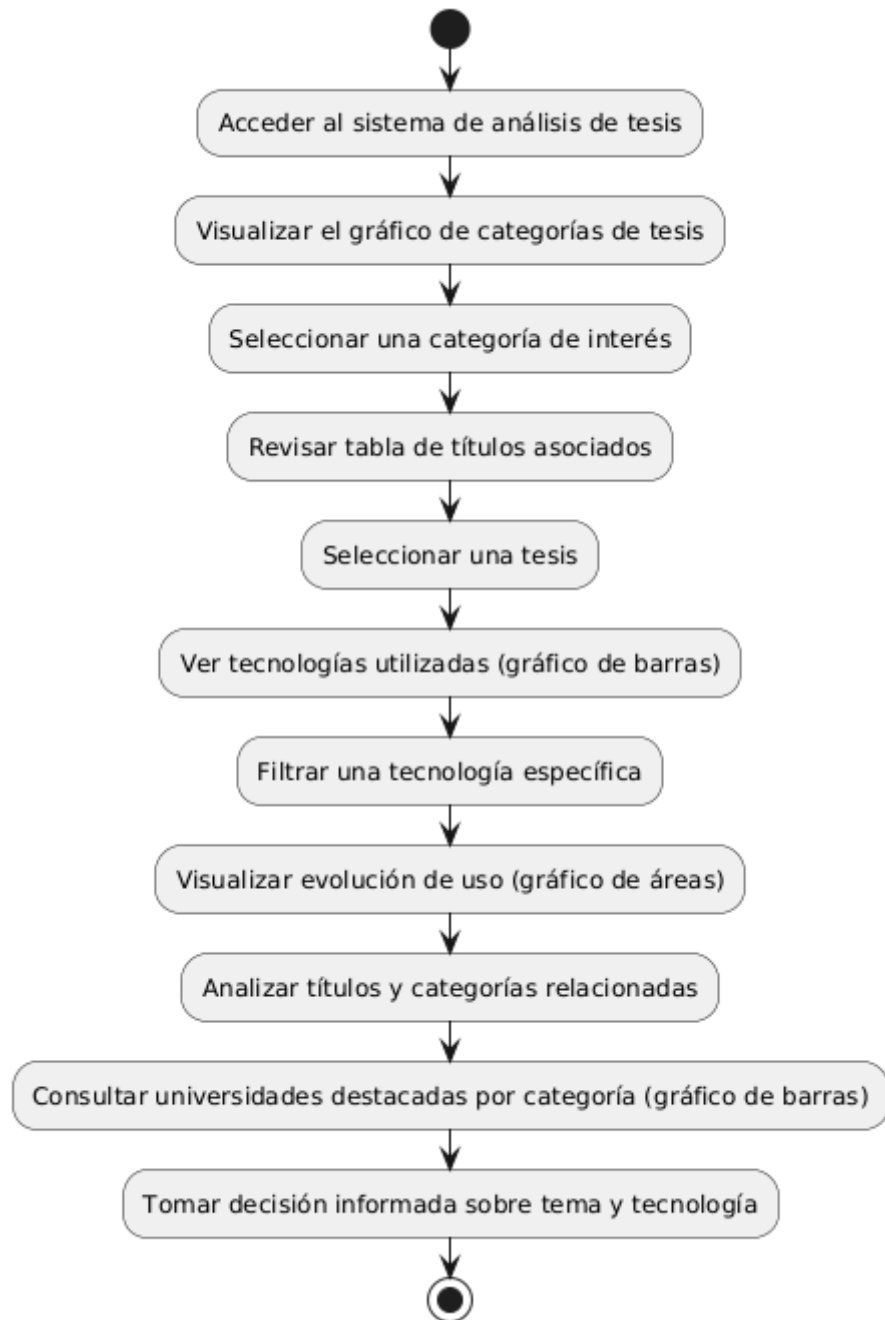 Acceder al sistema de análisis de tesis
Visualizar el gráfico de categorías de tesis
Seleccionar una categoría de interés
Revisar tabla de títulos asociados
Seleccionar una tesis
Ver tecnologías utilizadas (gráfico de barras)
Filtrar una tecnología específica
Visualizar evolución de uso (gráfico de áreas)
Analizar títulos y categorías relacionadas
Consultar universidades destacadas por categoría (gráfico de barras)
Tomar decisión informada sobre tema y tecnología